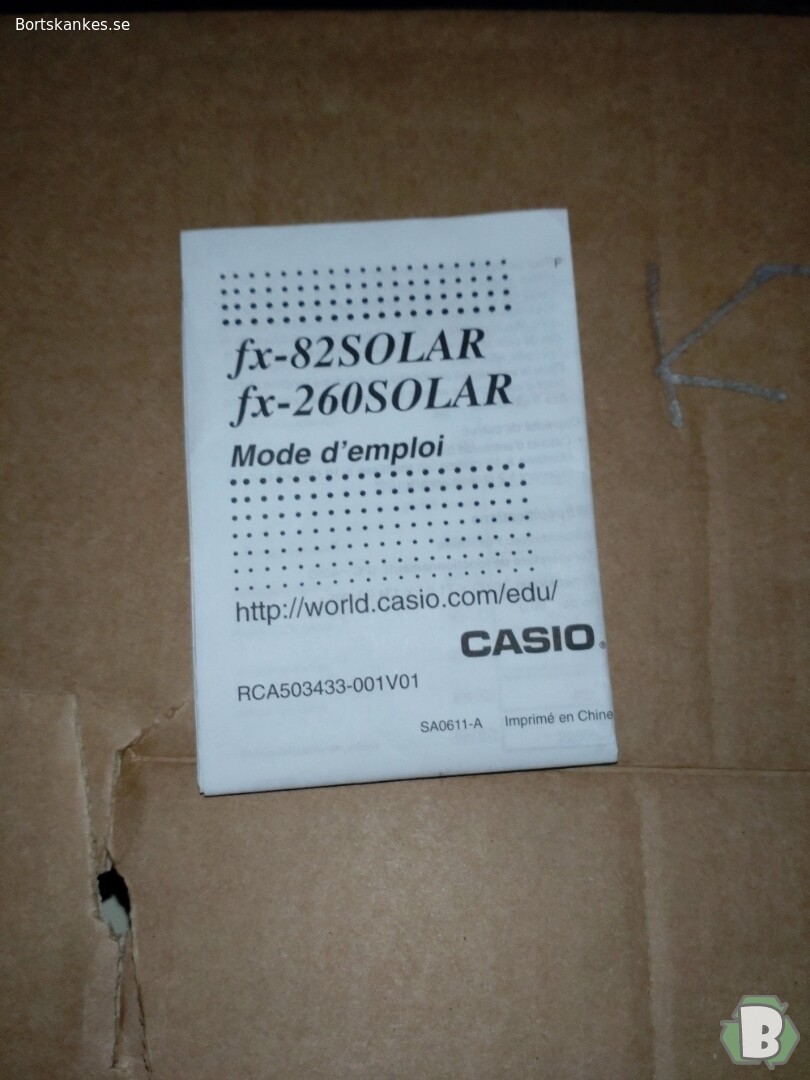 Bortskankes.se
F
fx-82SOLAR
fx-260SOLAR
Mode d'emploi
http://world.casio.com/edu/
CASIO®
RCA503433-001V01
SA0611-A Imprimé en Chine
K
B